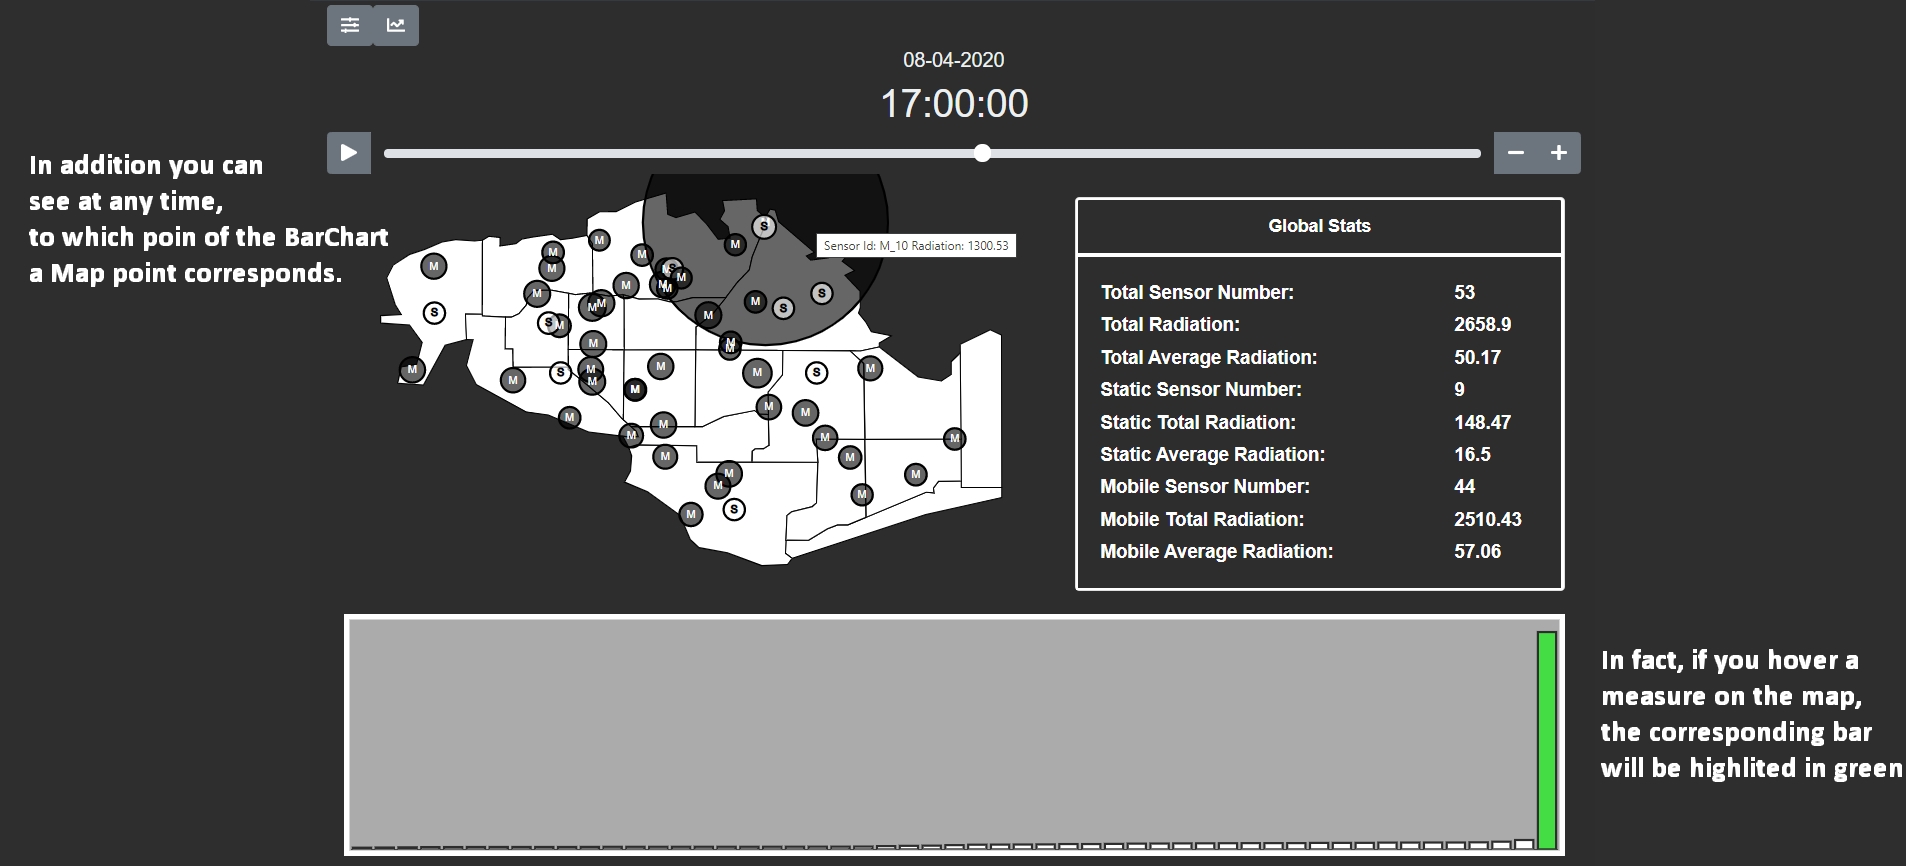 08-04-2020
17:00:00
In addition you can
see at any time,
to which poin of the BarChart
a Map point corresponds.
Sensor Id: M_10 Radiation: 1300.53
Global Stats
Total Sensor Number: 53
Total Radiation: 2658.9
Total Average Radiation: 50.17
Static Sensor Number: 9
Static Total Radiation: 148.47
Static Average Radiation: 16.5
Mobile Sensor Number: 44
Mobile Total Radiation: 2510.43
Mobile Average Radiation: 57.06
In fact, if you hover a
measure on the map,
the corresponding bar
will be highlited in green